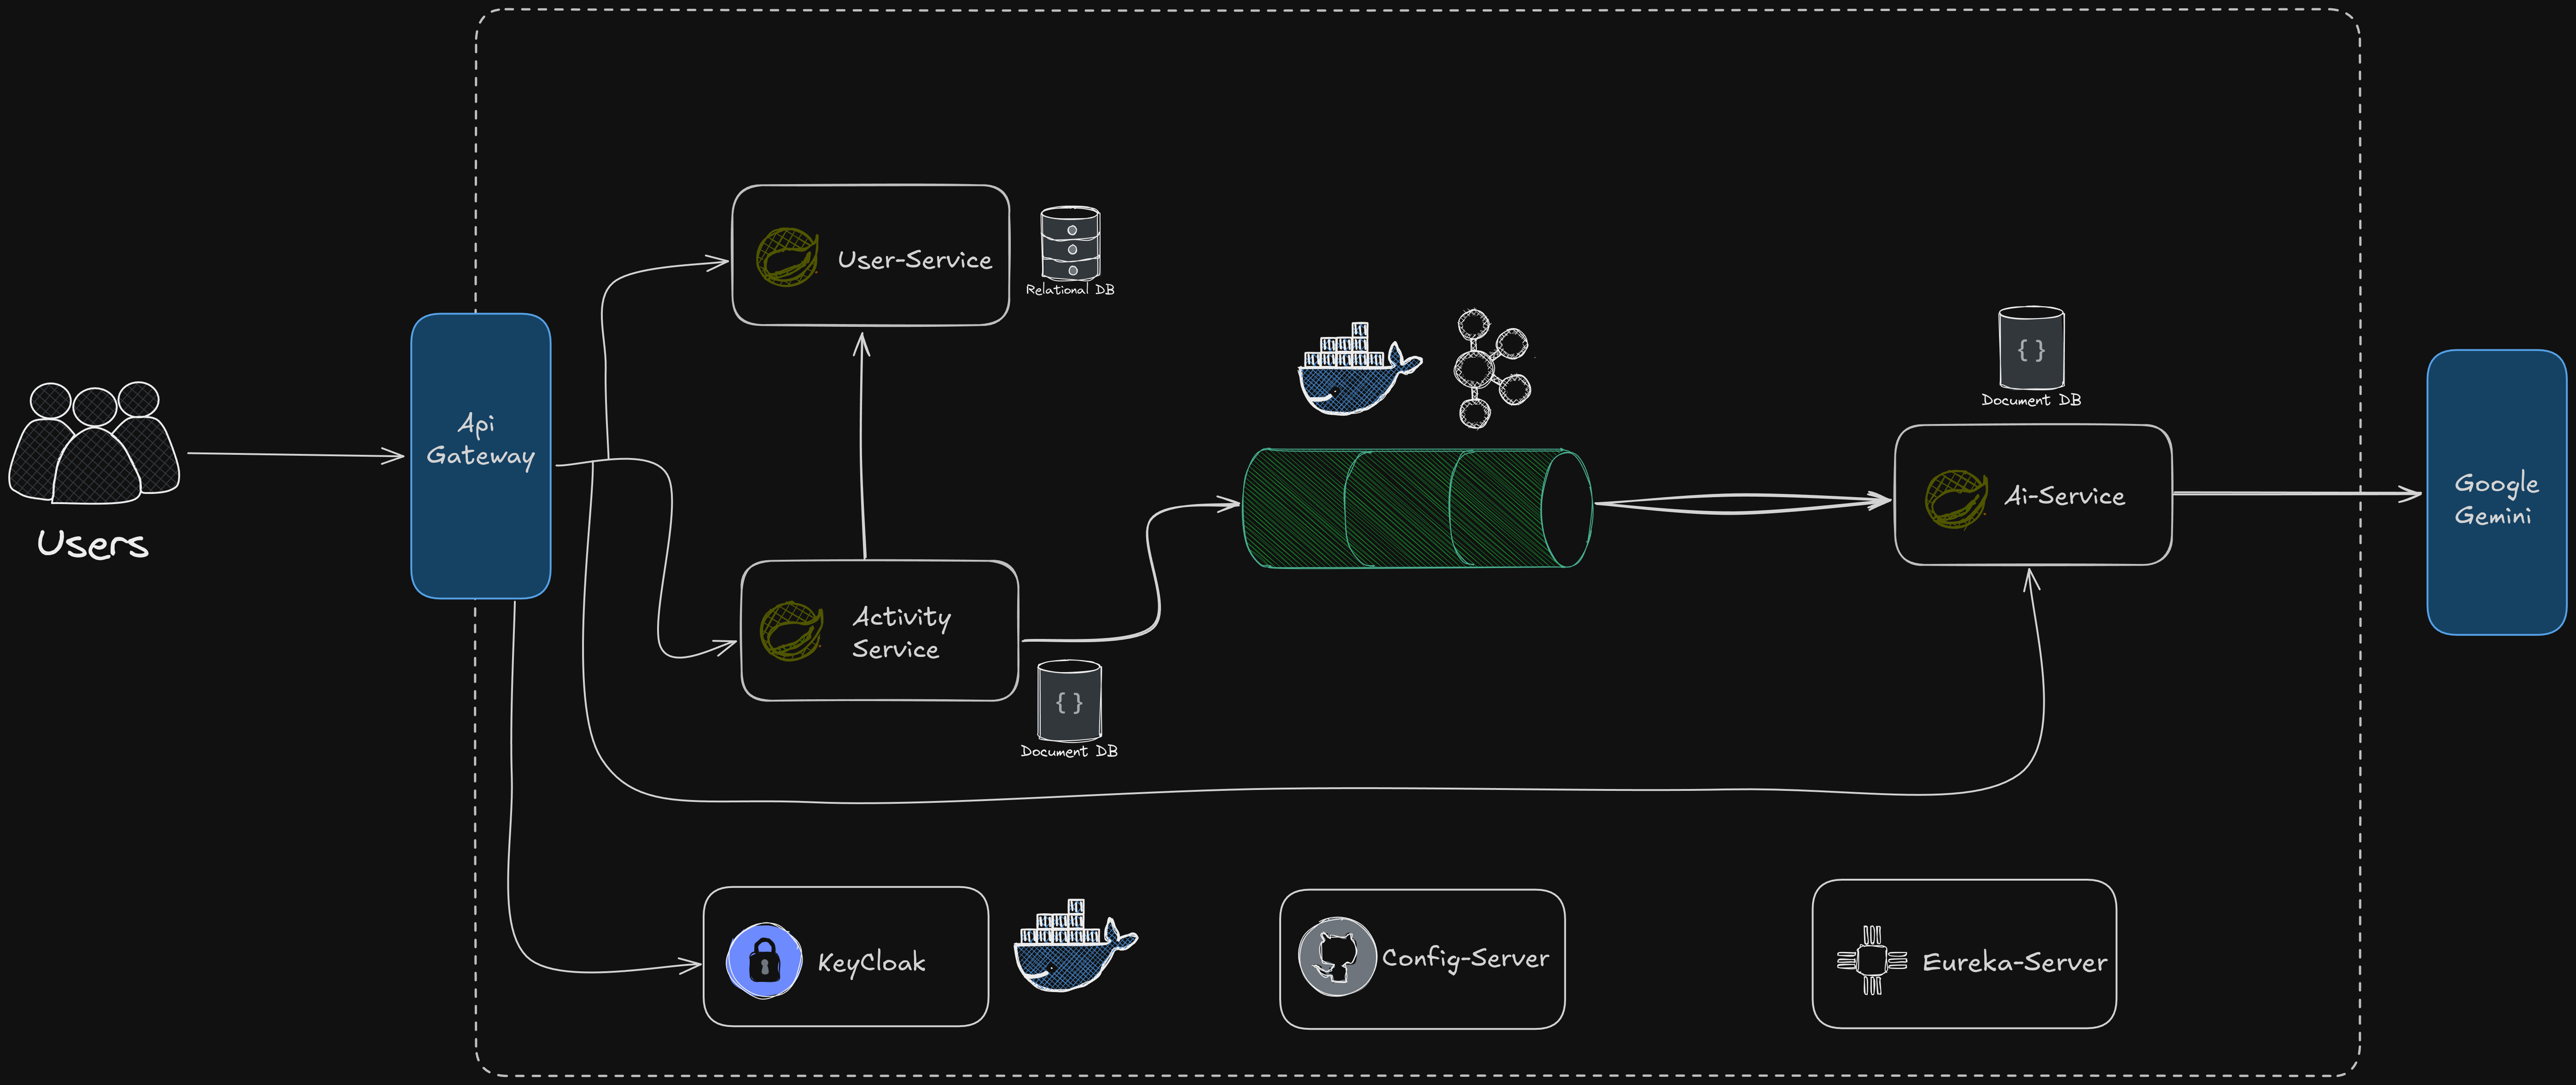 Users
Api
Gateway
User-Service
Relational DB
Activity
Service
{ }
Document DB
{ }
Document DB
Ai-Service
Google
Gemini
KeyCloak
Config-Server
Eureka-Server